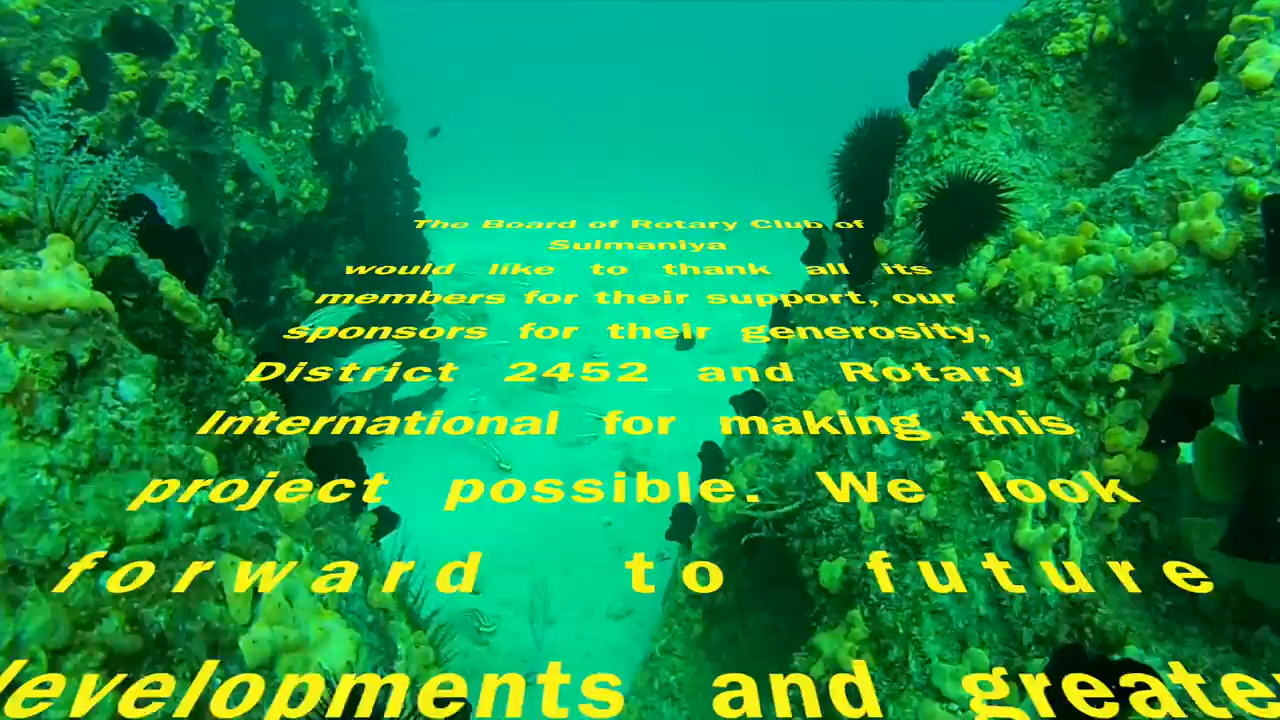 The Board of Rotary Club of
Sulmaniya
would like to thank all its
members for their support, our
sponsors for their generosity,
District 2452 and Rotary
International for making this
project possible. We look
forward to future
developments and greater